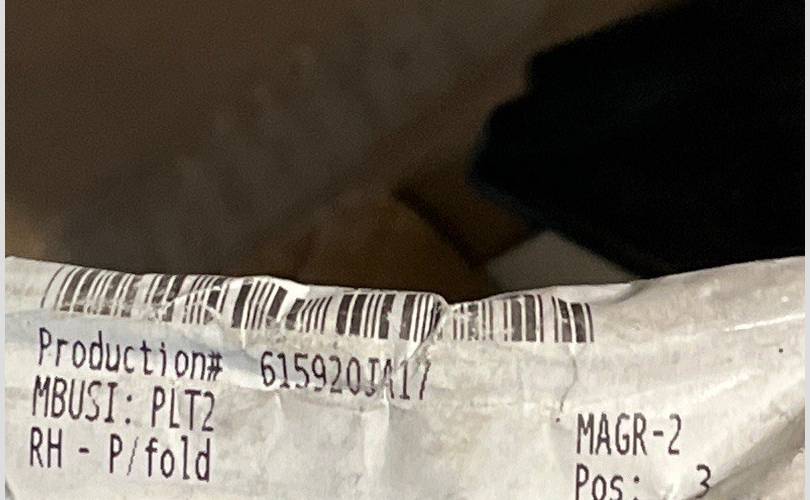 Production# 615920JA17
MBUSI: PLT2
RH - P/fold
MAGR-2
Pos: 3